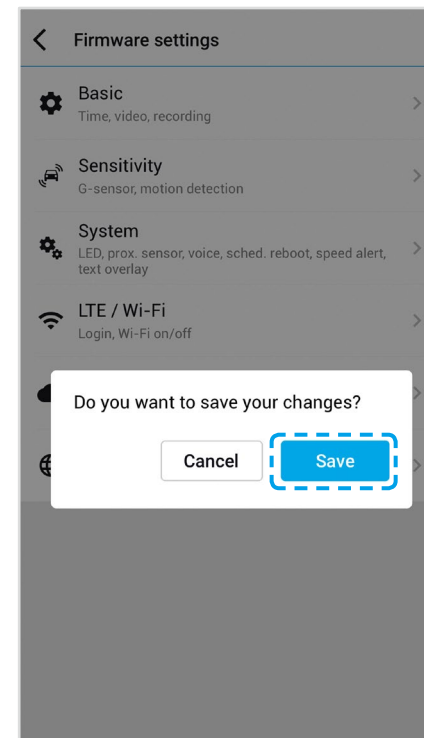 Firmware settings
Basic
Time, video, recording
Sensitivity
G-sensor, motion detection
System
LED, prox. sensor, voice, sched. reboot, speed alert,
text overlay
LTE / Wi-Fi
Login, Wi-Fi on/off
Do you want to save your changes?
Cancel Save